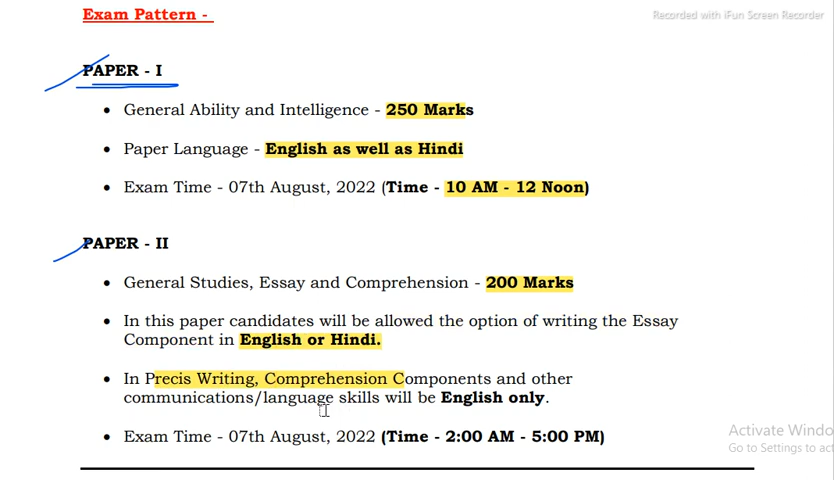 Exam Pattern -
Recorded with iFun Screen Recorder
PAPER - I
• General Ability and Intelligence - 250 Marks
• Paper Language - English as well as Hindi
• Exam Time - 07th August, 2022 (Time - 10 AM - 12 Noon)
PAPER - II
• General Studies, Essay and Comprehension - 200 Marks
• In this paper candidates will be allowed the option of writing the Essay
Component in English or Hindi.
• In Precis Writing, Comprehension Components and other
communications/language skills will be English only.
• Exam Time - 07th August, 2022 (Time - 2:00 AM - 5:00 PM)
Activate Windo
Go to Settings to act